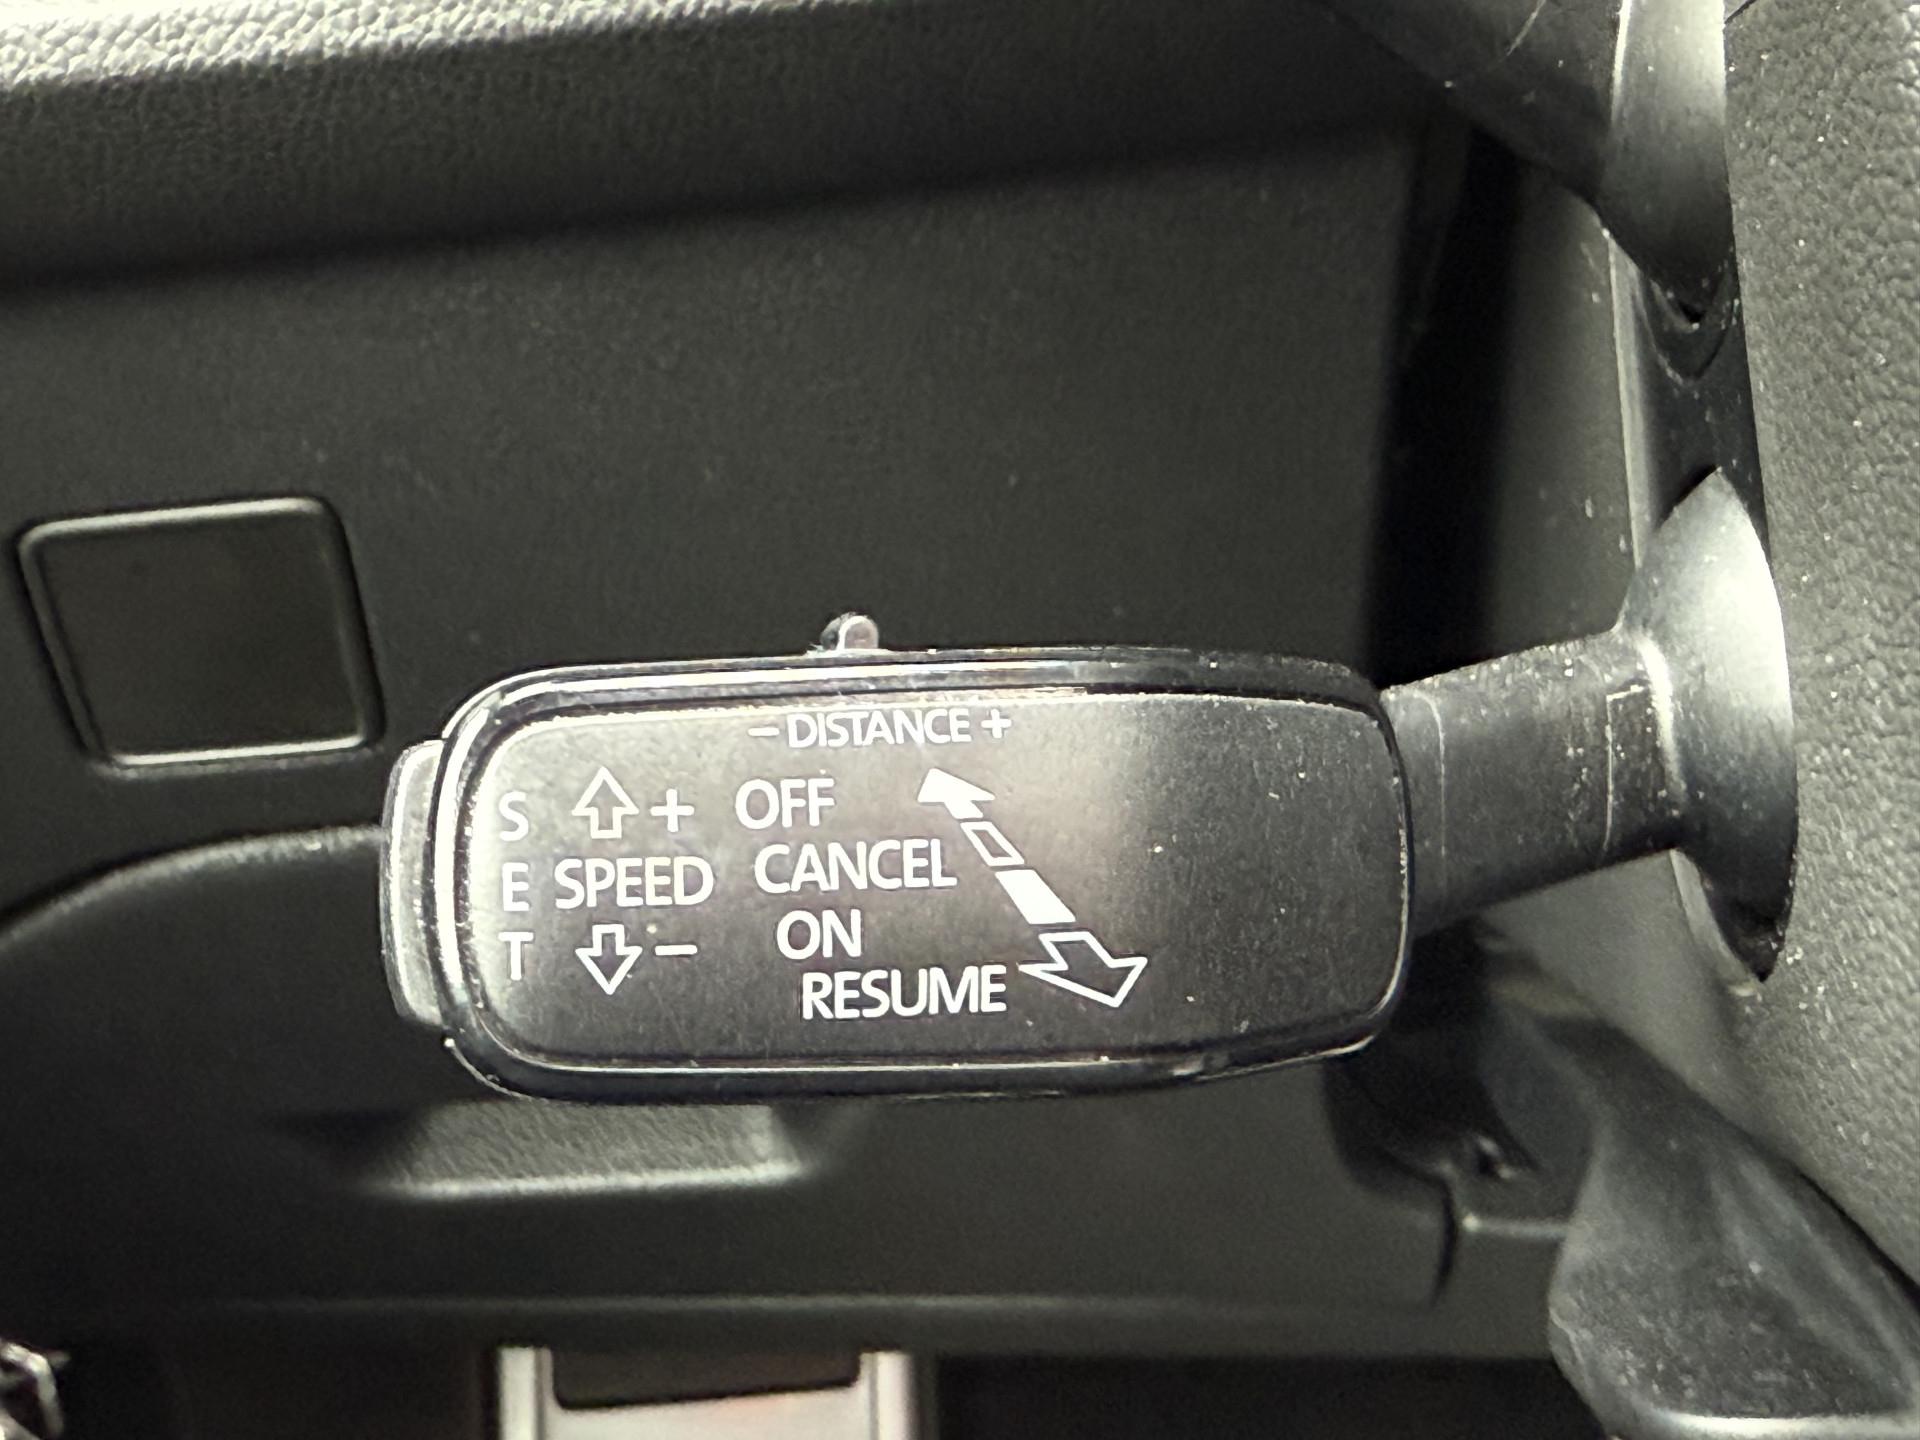 − DISTANCE +
S ⇧ + OFF
E SPEED CANCEL
T ⇩ − ON
RESUME